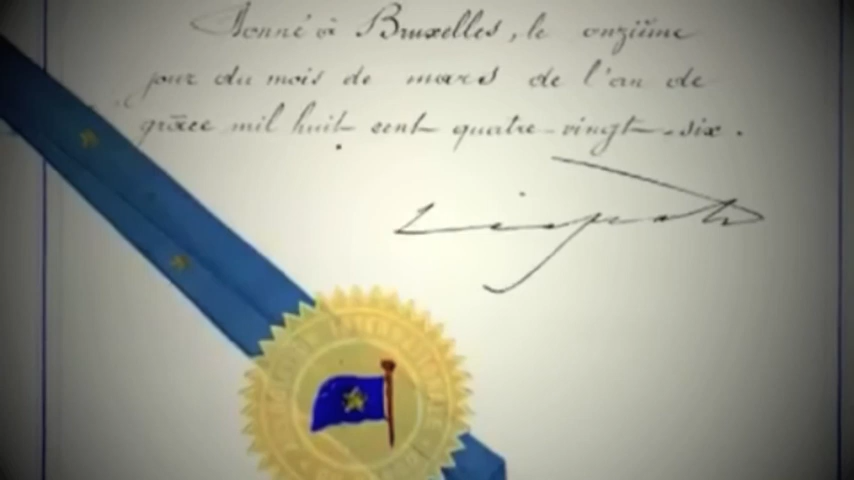 Donné à Bruxelles, le onzième
jour du mois de mars de l'an de
grâce mil huit cent quatre-vingt-six.
Léopold